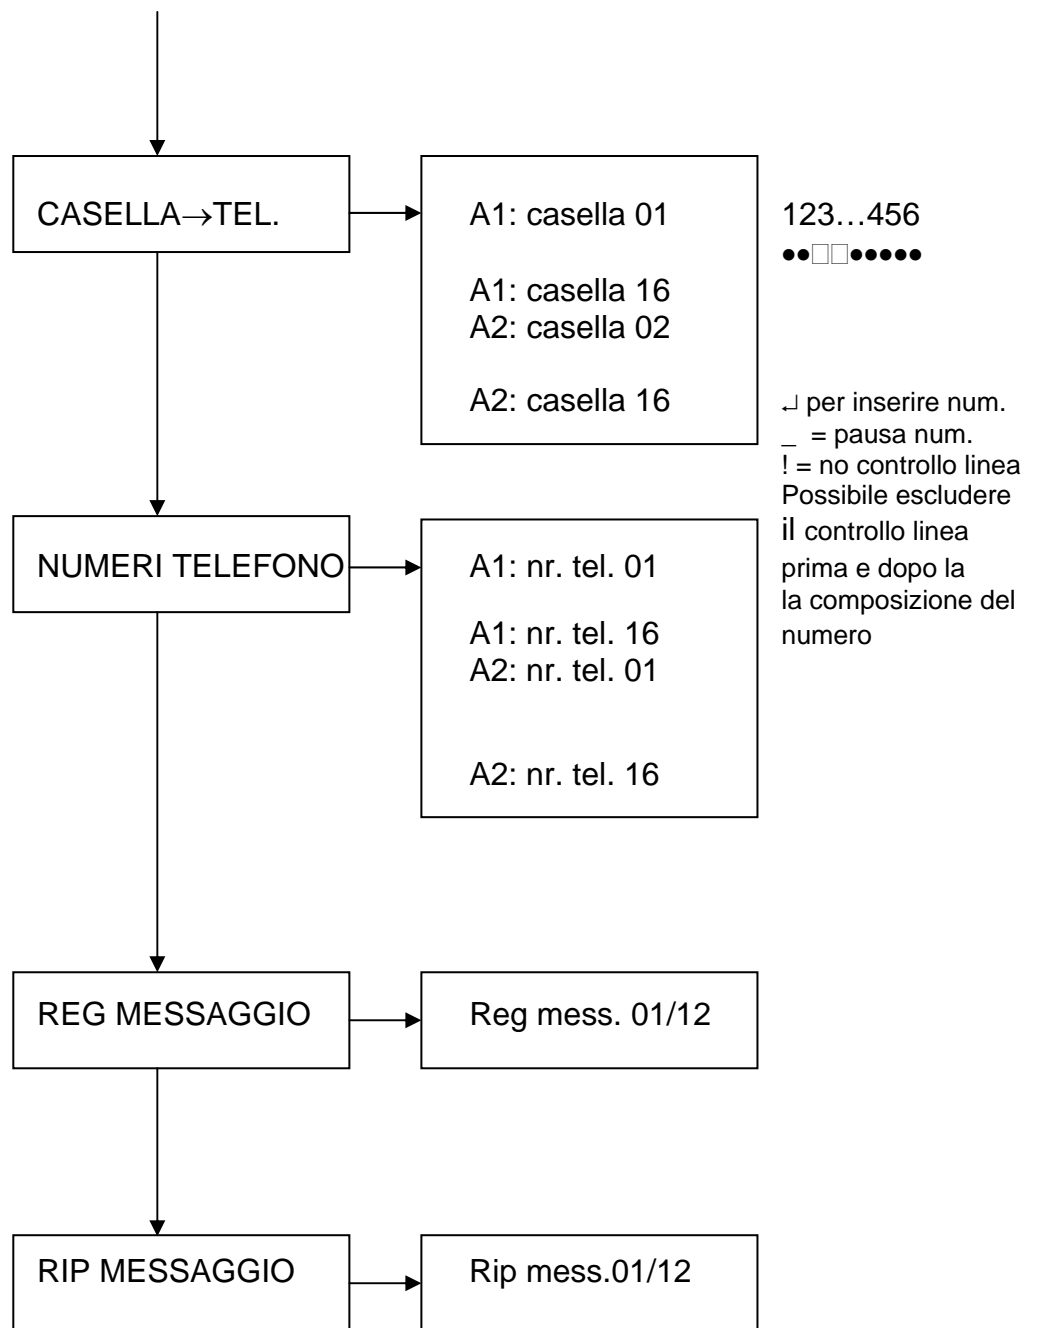 CASELLA→TEL.
A1: casella 01
A1: casella 16
A2: casella 02
A2: casella 16
123…456
●●□□●●●●●
↵ per inserire num.
_ = pausa num.
! = no controllo linea
Possibile escludere
il controllo linea
prima e dopo la
la composizione del
numero
NUMERI TELEFONO
A1: nr. tel. 01
A1: nr. tel. 16
A2: nr. tel. 01
A2: nr. tel. 16
REG MESSAGGIO
Reg mess. 01/12
RIP MESSAGGIO
Rip mess.01/12